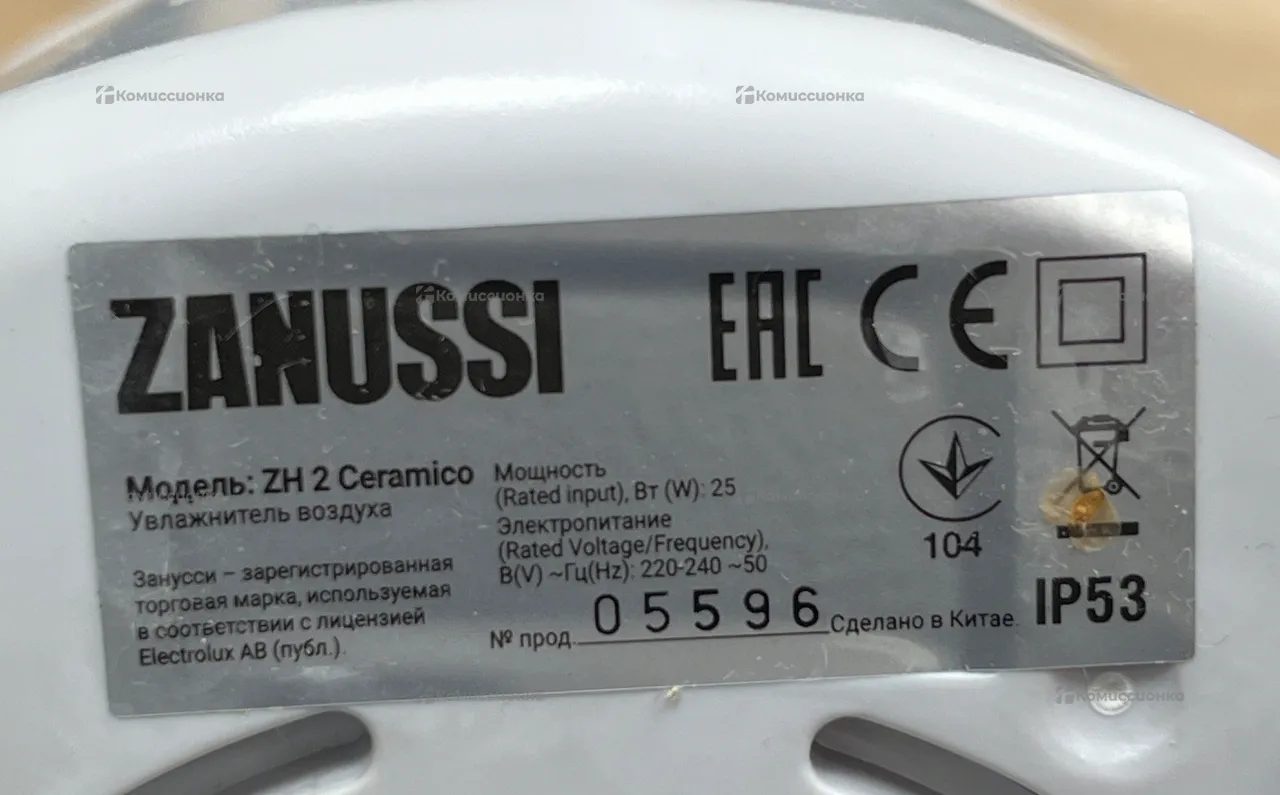 Комиссионка
Комиссионка
ZANUSSI
Комиссионка
EAC CE
Модель: ZH 2 Ceramico
Увлажнитель воздуха
Мощность
(Rated input), Вт (W): 25
Электропитание
(Rated Voltage/Frequency),
В(V) ~Гц(Hz): 220-240 ~50
104
Занусси – зарегистрированная
торговая марка, используемая
в соответствии с лицензией
Electrolux AB (публ.).
№ прод. 05596 Сделано в Китае.
IP53
Комиссионка
Комиссионка